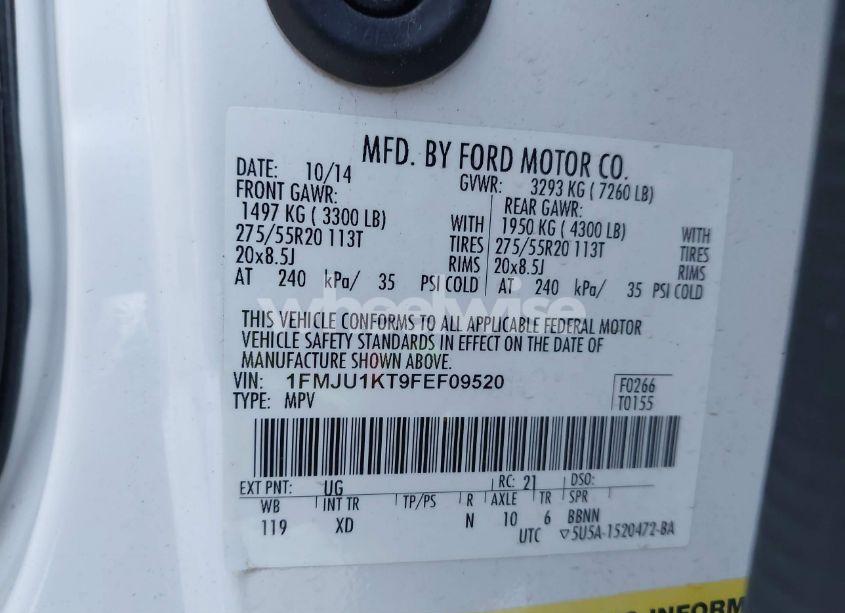 MFD. BY FORD MOTOR CO.
DATE: 10/14 GVWR: 3293 KG ( 7260 LB)
FRONT GAWR: REAR GAWR:
1497 KG ( 3300 LB) WITH 1950 KG ( 4300 LB) WITH
275/55R20 113T TIRES 275/55R20 113T TIRES
20x8.5J RIMS 20x8.5J RIMS
AT 240 kPa/ 35 PSI COLD AT 240 kPa/ 35 PSI COLD
wheelwise
THIS VEHICLE CONFORMS TO ALL APPLICABLE FEDERAL MOTOR
VEHICLE SAFETY STANDARDS IN EFFECT ON THE DATE OF
MANUFACTURE SHOWN ABOVE.
VIN: 1FMJU1KT9FEF09520 F0266
TYPE: MPV T0155
EXT PNT: UG RC: 21 DSO:
WB INT TR TP/PS R AXLE TR SPR
119 XD N 10 6 BBNN
UTC ▽5U5A-1520472-BA
INFORM